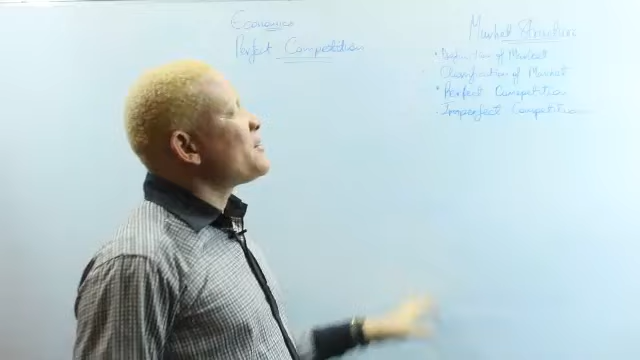 Economics
Perfect Competition
Market Structure
• Definition of Market
• Classification of Market
• Perfect Competition
• Imperfect Competition